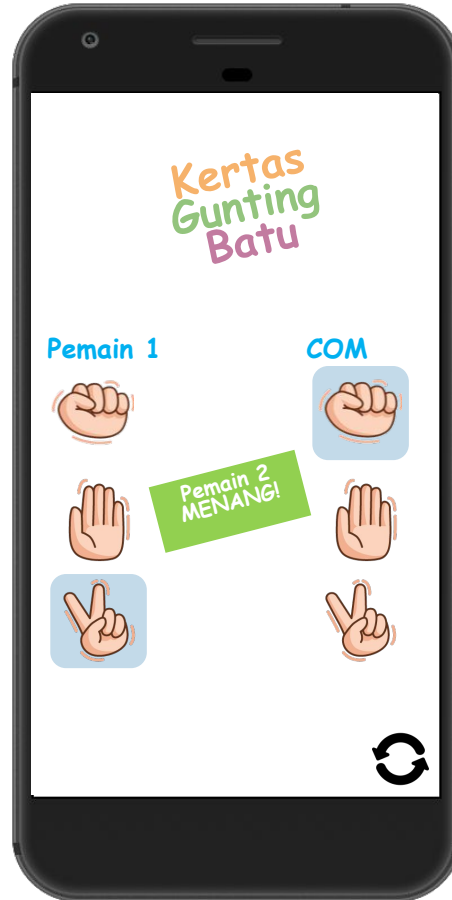 Kertas
Gunting
Batu
Pemain 1
COM
Pemain 2
MENANG!